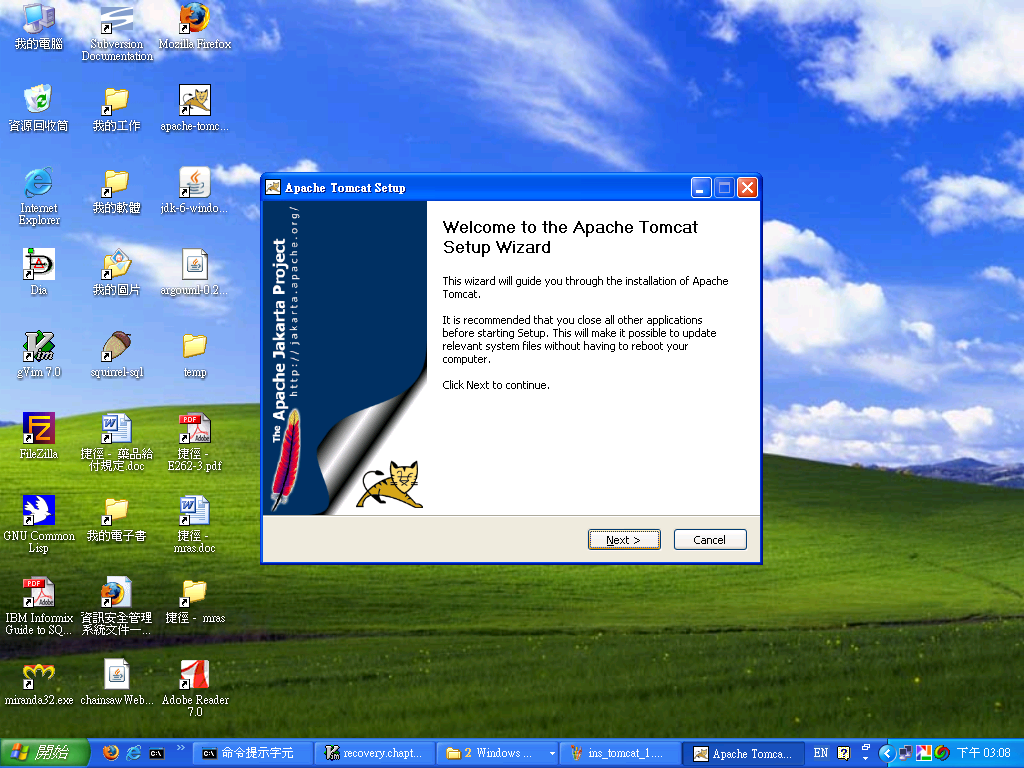 我的電腦
Subversion
Documentation
Mozilla Firefox
資源回收筒
我的工作
apache-tomc...
Internet
Explorer
我的軟體
jdk-6-windo...
Dia
我的圖片
argouml-0.2...
gVim 7.0
squirrel-sql
temp
FileZilla
捷徑 - 藥品給
付規定.doc
捷徑 -
E262-3.pdf
GNU Common
Lisp
我的電子書
捷徑 -
mras.doc
IBM Informix
Guide to SQ...
資訊安全管理
系統文件一...
捷徑 - mras
miranda32.exe
chainsaw Web...
Adobe Reader
7.0
Apache Tomcat Setup
The Apache Jakarta Project
http://jakarta.apache.org/
Welcome to the Apache Tomcat
Setup Wizard
This wizard will guide you through the installation of Apache
Tomcat.
It is recommended that you close all other applications
before starting Setup. This will make it possible to update
relevant system files without having to reboot your
computer.
Click Next to continue.
Next >
Cancel
開始
命令提示字元
recovery.chapt...
2 Windows ...
ins_tomcat_1....
Apache Tomca...
EN
下午 03:08